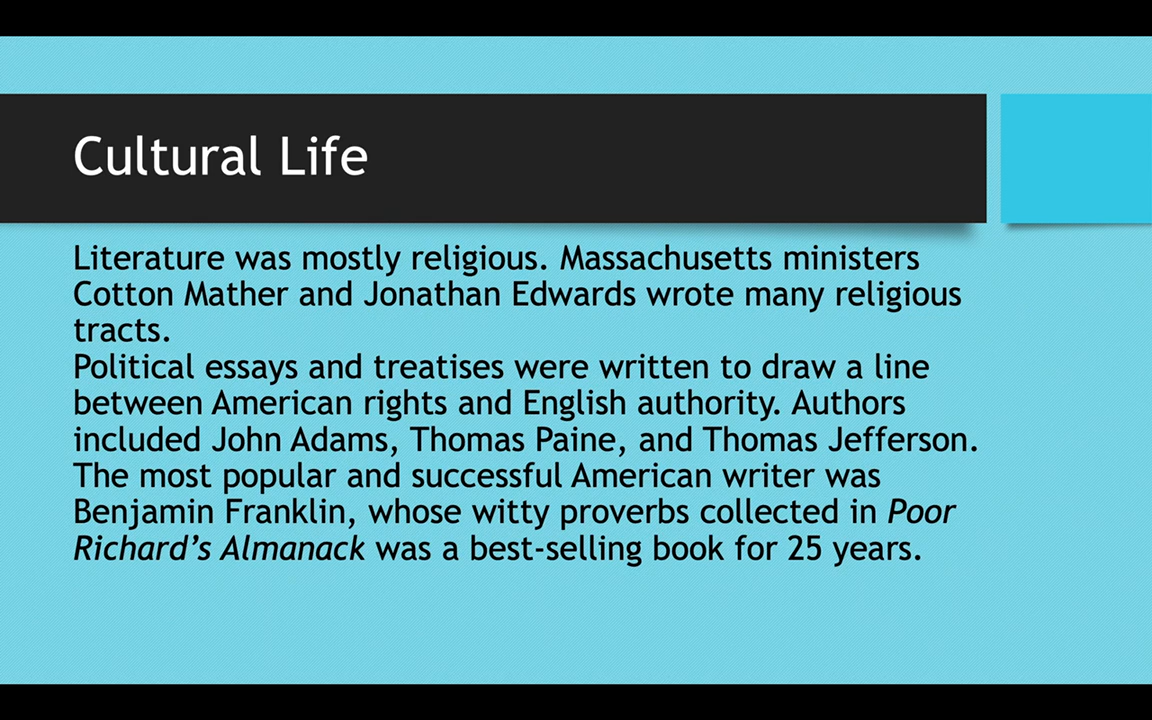 Cultural Life
Literature was mostly religious. Massachusetts ministers
Cotton Mather and Jonathan Edwards wrote many religious
tracts.
Political essays and treatises were written to draw a line
between American rights and English authority. Authors
included John Adams, Thomas Paine, and Thomas Jefferson.
The most popular and successful American writer was
Benjamin Franklin, whose witty proverbs collected in Poor
Richard’s Almanack was a best-selling book for 25 years.